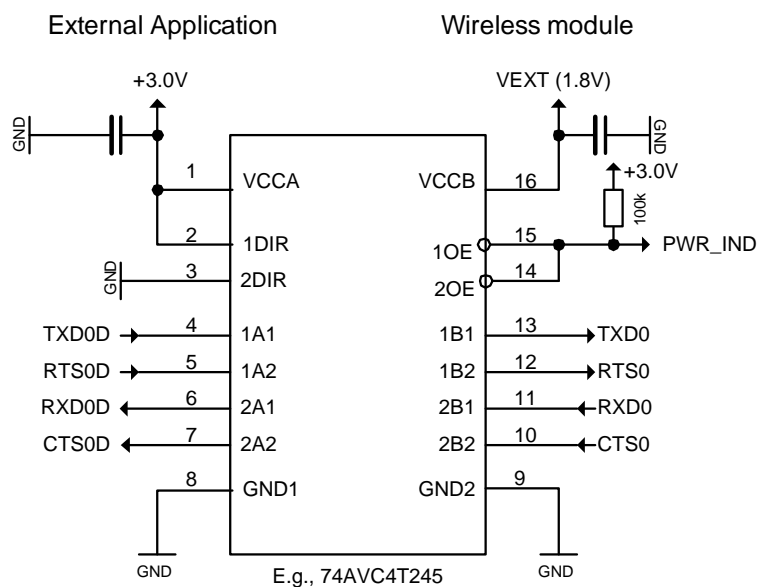 External Application Wireless module
+3.0V VEXT (1.8V)
GND GND
+3.0V
1 VCCA VCCB 16
100k
2 1DIR 1OE 15 PWR_IND
GND 3 2DIR 2OE 14
TXD0D 4 1A1 1B1 13 TXD0
RTS0D 5 1A2 1B2 12 RTS0
RXD0D 6 2A1 2B1 11 RXD0
CTS0D 7 2A2 2B2 10 CTS0
8 GND1 GND2 9
GND GND
E.g., 74AVC4T245